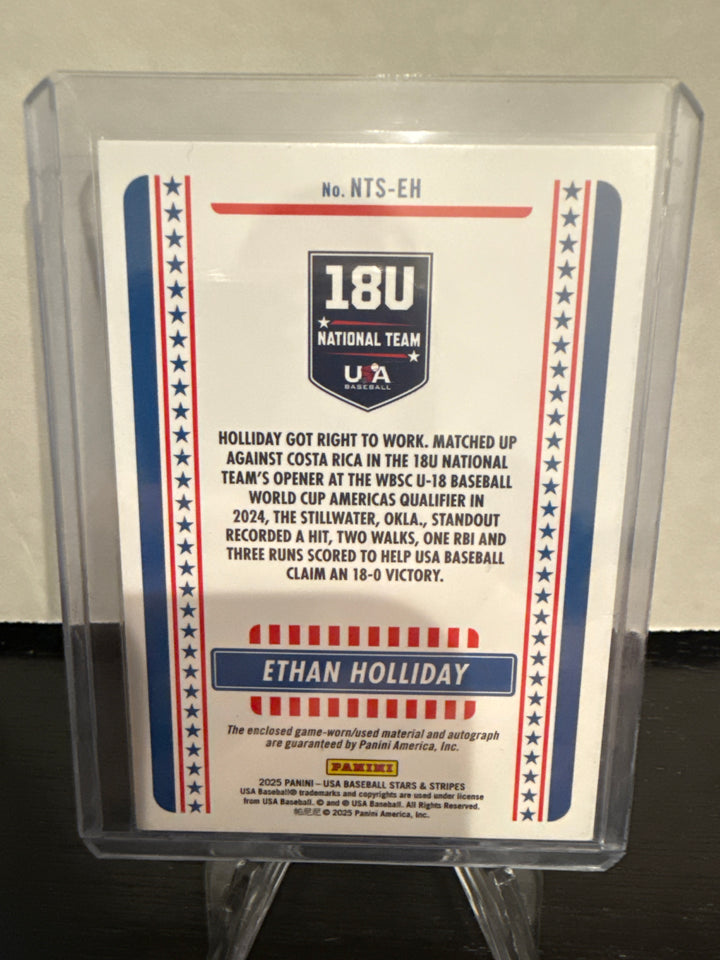 No. NTS-EH
18U
NATIONAL TEAM
USA
BASEBALL
HOLLIDAY GOT RIGHT TO WORK. MATCHED UP
AGAINST COSTA RICA IN THE 18U NATIONAL
TEAM'S OPENER AT THE WBSC U-18 BASEBALL
WORLD CUP AMERICAS QUALIFIER IN
2024, THE STILLWATER, OKLA., STANDOUT
RECORDED A HIT, TWO WALKS, ONE RBI AND
THREE RUNS SCORED TO HELP USA BASEBALL
CLAIM AN 18-0 VICTORY.
ETHAN HOLLIDAY
The enclosed game-worn/used material and autograph
are guaranteed by Panini America, Inc.
PANINI
2025 PANINI – USA BASEBALL STARS & STRIPES
USA Baseball® trademarks and copyrights are used under license
from USA Baseball. © and ® USA Baseball. All Rights Reserved.
帕尼尼 © 2025 Panini America, Inc.